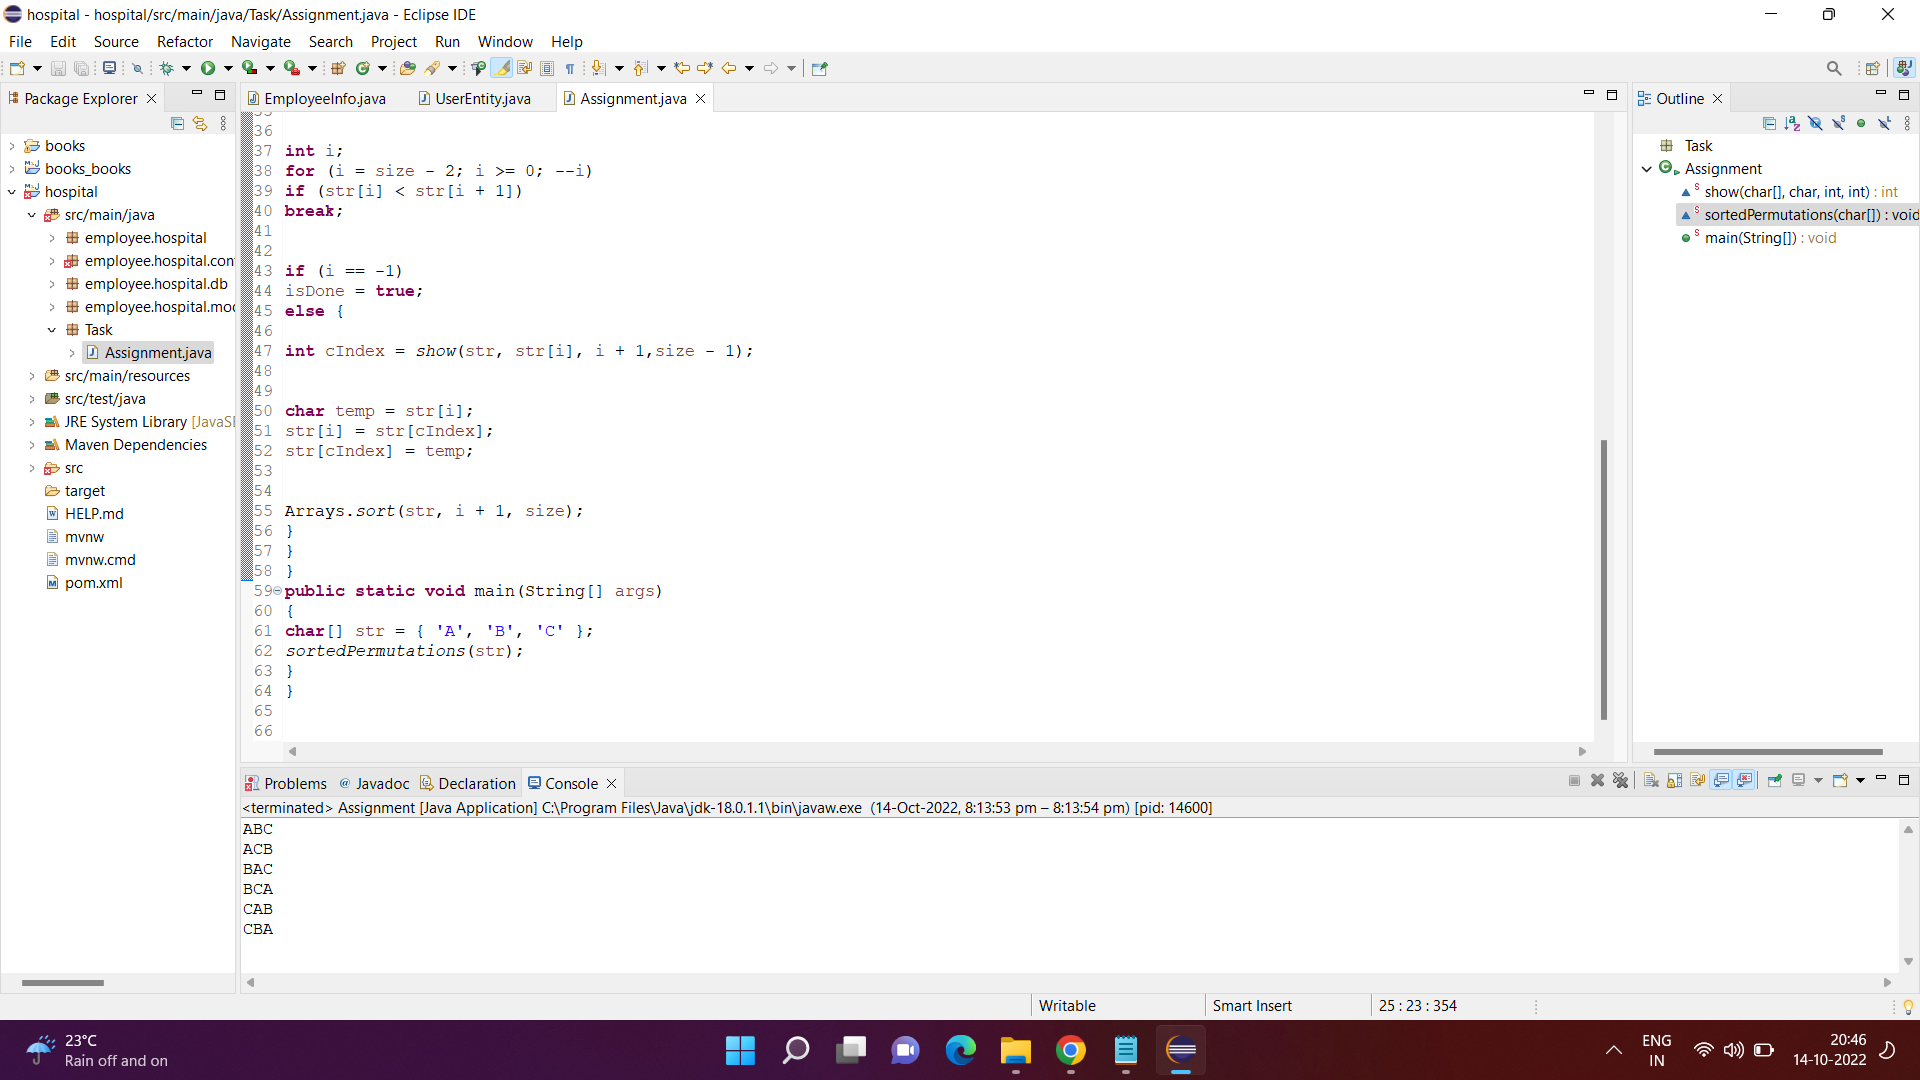 hospital - hospital/src/main/java/Task/Assignment.java - Eclipse IDE
File Edit Source Refactor Navigate Search Project Run Window Help
Package Explorer
books
books_books
hospital
src/main/java
employee.hospital
employee.hospital.con
employee.hospital.db
employee.hospital.mod
Task
Assignment.java
src/main/resources
src/test/java
JRE System Library [JavaSE
Maven Dependencies
src
target
HELP.md
mvnw
mvnw.cmd
pom.xml
EmployeeInfo.java UserEntity.java Assignment.java
35
36
37 int i;
38 for (i = size - 2; i >= 0; --i)
39 if (str[i] < str[i + 1])
40 break;
41
42
43 if (i == -1)
44 isDone = true;
45 else {
46
47 int cIndex = show(str, str[i], i + 1,size - 1);
48
49
50 char temp = str[i];
51 str[i] = str[cIndex];
52 str[cIndex] = temp;
53
54
55 Arrays.sort(str, i + 1, size);
56 }
57 }
58 }
59 public static void main(String[] args)
60 {
61 char[] str = { 'A', 'B', 'C' };
62 sortedPermutations(str);
63 }
64 }
65
66
Outline
Task
Assignment
show(char[], char, int, int) : int
sortedPermutations(char[]) : void
main(String[]) : void
Problems @ Javadoc Declaration Console
<terminated> Assignment [Java Application] C:\Program Files\Java\jdk-18.0.1.1\bin\javaw.exe (14-Oct-2022, 8:13:53 pm – 8:13:54 pm) [pid: 14600]
ABC
ACB
BAC
BCA
CAB
CBA
Writable Smart Insert 25 : 23 : 354
23°C
Rain off and on
ENG
IN
20:46
14-10-2022